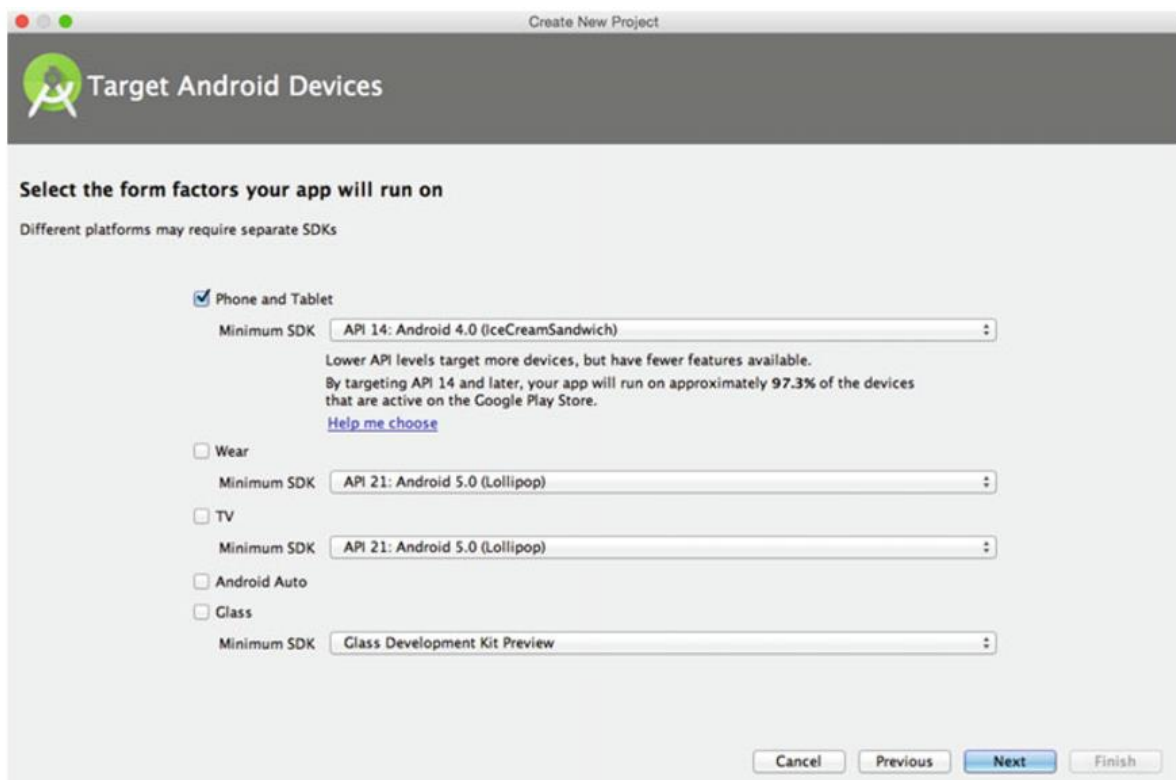 Create New Project
Target Android Devices
Select the form factors your app will run on
Different platforms may require separate SDKs
Phone and Tablet
Minimum SDK API 14: Android 4.0 (IceCreamSandwich)
Lower API levels target more devices, but have fewer features available.
By targeting API 14 and later, your app will run on approximately 97.3% of the devices
that are active on the Google Play Store.
Help me choose
Wear
Minimum SDK API 21: Android 5.0 (Lollipop)
TV
Minimum SDK API 21: Android 5.0 (Lollipop)
Android Auto
Glass
Minimum SDK Glass Development Kit Preview
Cancel Previous Next Finish